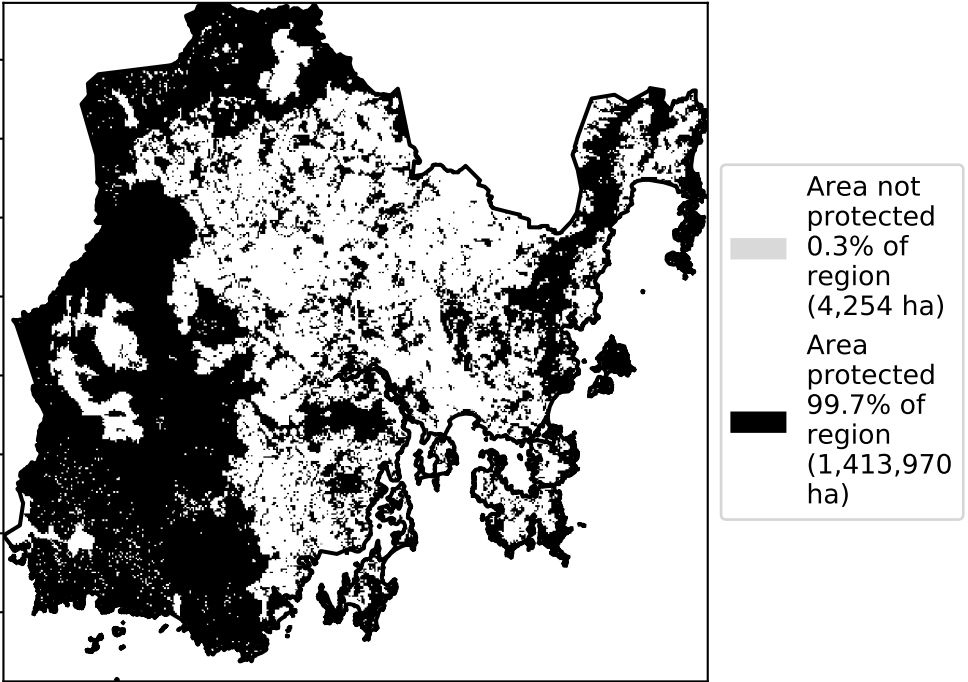 Area not
protected
0.3% of
region
(4,254 ha)
Area
protected
99.7% of
region
(1,413,970
ha)